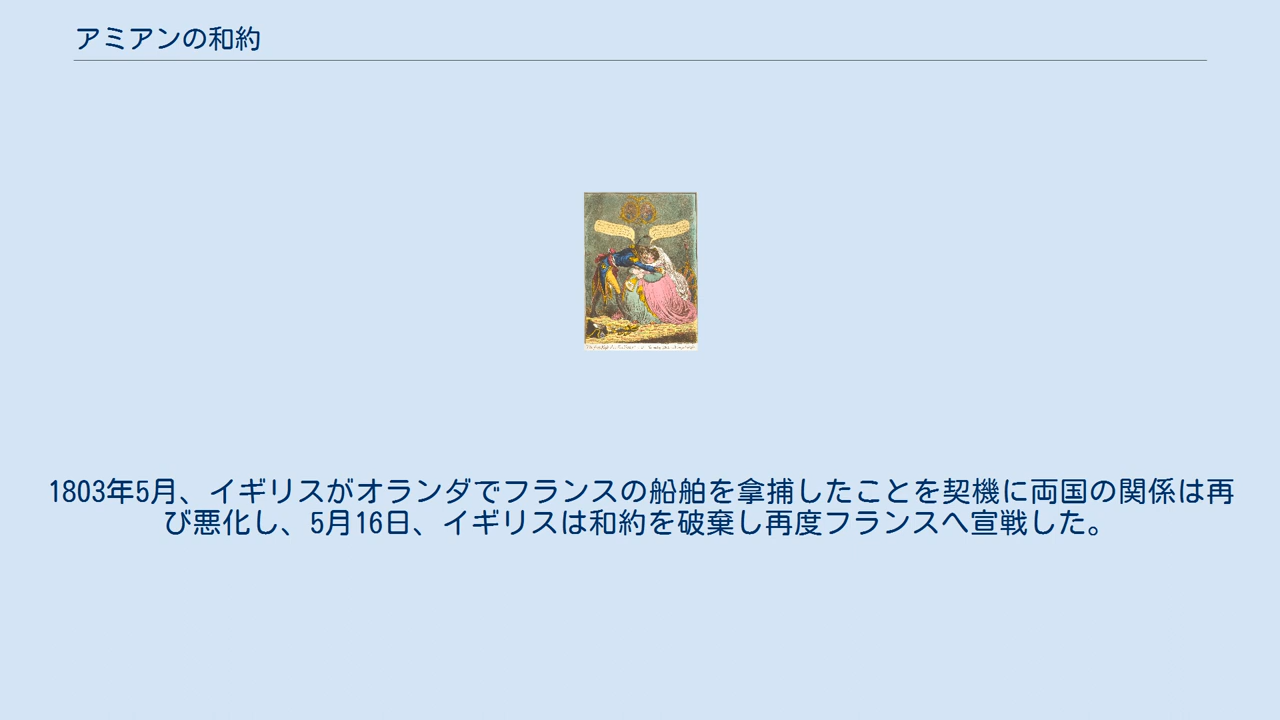 アミアンの和約
1803年5月、イギリスがオランダでフランスの船舶を拿捕したことを契機に両国の関係は再
び悪化し、5月16日、イギリスは和約を破棄し再度フランスへ宣戦した。